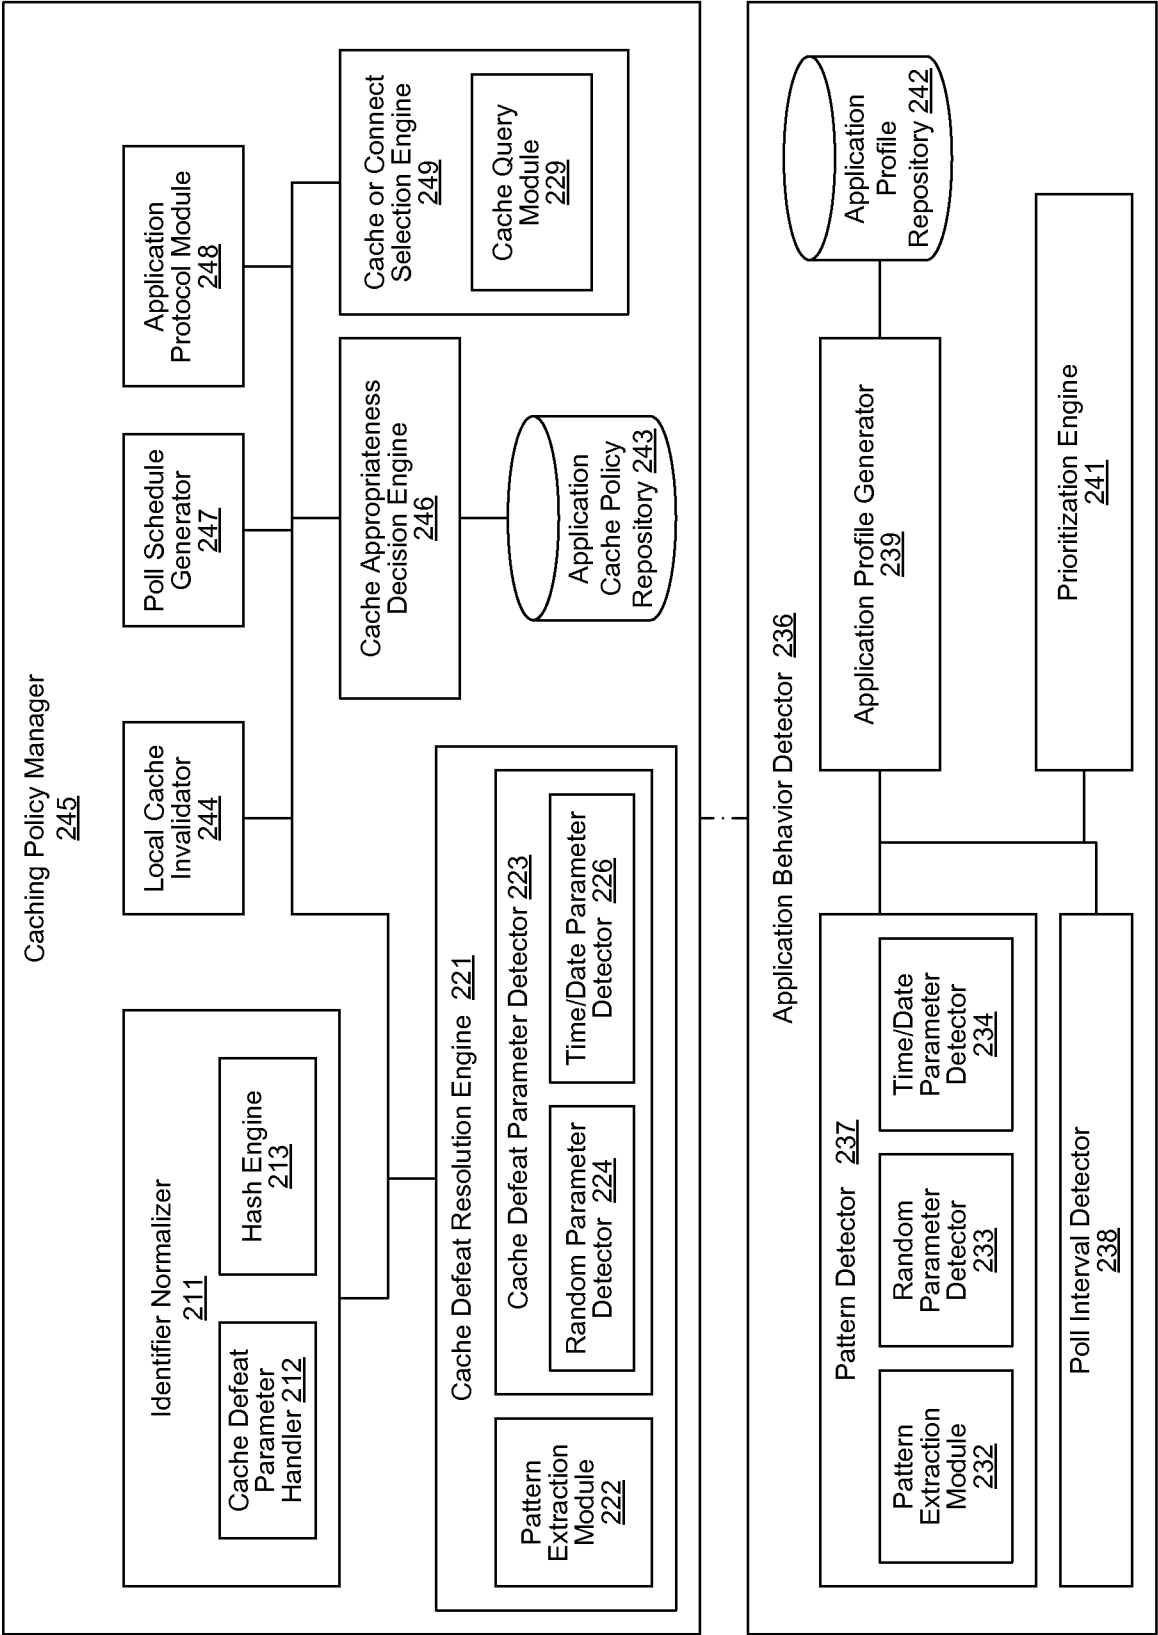 Caching Policy Manager
245
Identifier Normalizer
211
Cache Defeat
Parameter
Handler 212
Hash Engine
213
Local Cache
Invalidator
244
Poll Schedule
Generator
247
Application
Protocol Module
248
Cache Defeat Resolution Engine 221
Pattern
Extraction
Module
222
Cache Defeat Parameter Detector 223
Random Parameter
Detector 224
Time/Date Parameter
Detector 226
Cache Appropriateness
Decision Engine
246
Application
Cache Policy
Repository 243
Cache or Connect
Selection Engine
249
Cache Query
Module
229
Application Behavior Detector 236
Pattern Detector 237
Pattern
Extraction
Module
232
Random
Parameter
Detector
233
Time/Date
Parameter
Detector
234
Poll Interval Detector
238
Application Profile Generator
239
Application
Profile
Repository 242
Prioritization Engine
241